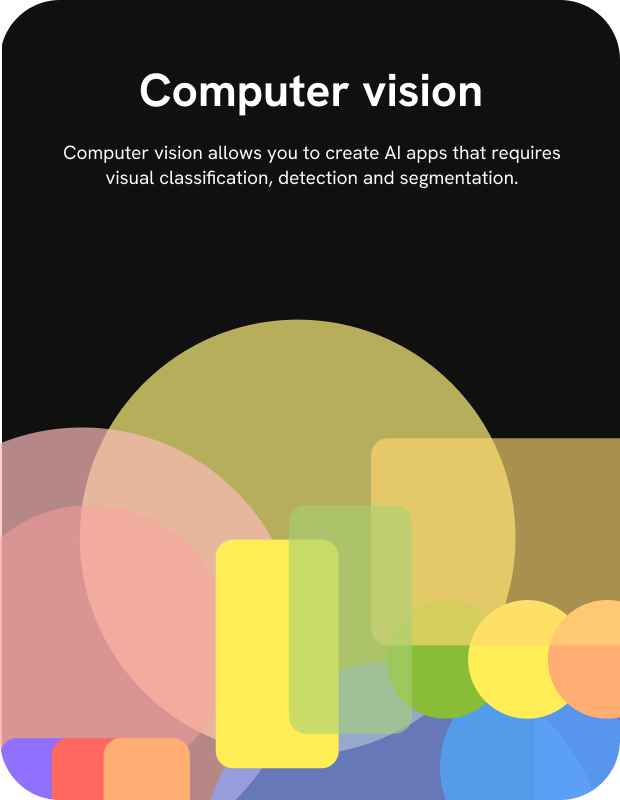 Computer vision
Computer vision allows you to create AI apps that requires
visual classification, detection and segmentation.